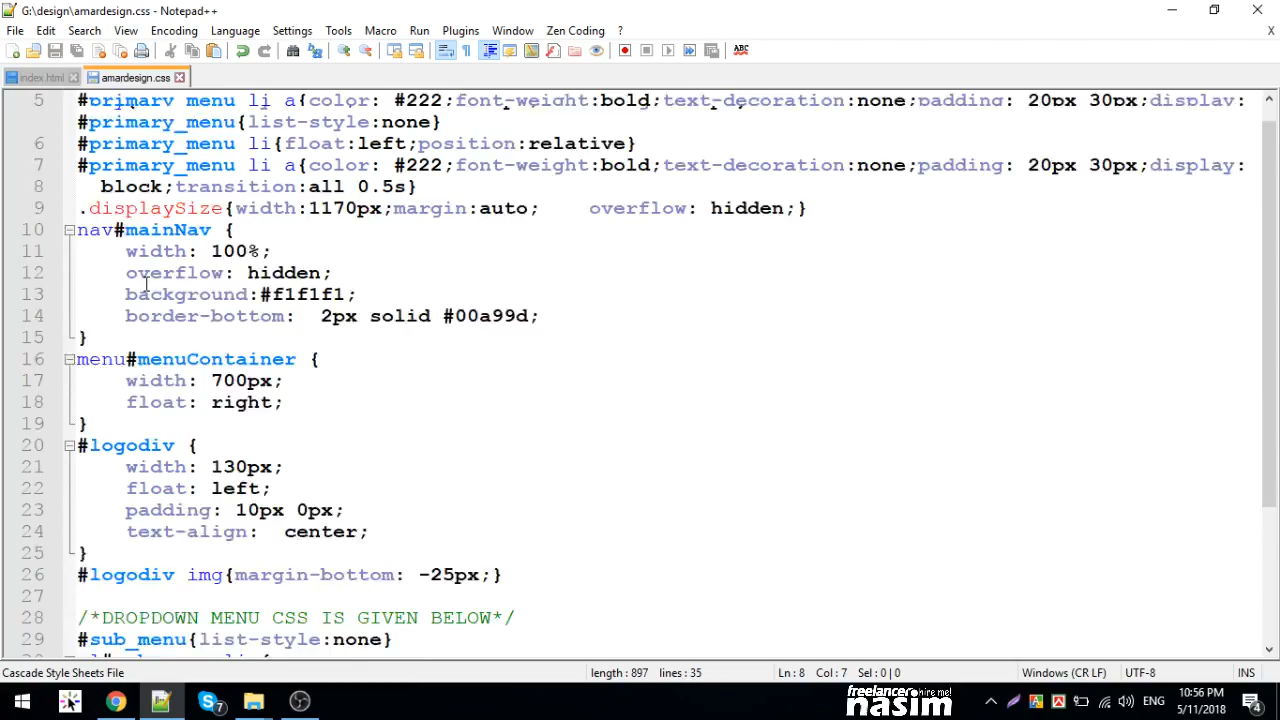 G:\design\amardesign.css - Notepad++
File Edit Search View Encoding Language Settings Tools Macro Run Plugins Window Zen Coding ? X
index.html amardesign.css
5 #primary_menu li a{color: #222;font-weight:bold;text-decoration:none;padding: 20px 30px;display:
#primary_menu{list-style:none}
6 #primary_menu li{float:left;position:relative}
7 #primary_menu li a{color: #222;font-weight:bold;text-decoration:none;padding: 20px 30px;display:
8 block;transition:all 0.5s}
9 .displaySize{width:1170px;margin:auto; overflow: hidden;}
10 nav#mainNav {
11 width: 100%;
12 overflow: hidden;
13 background:#f1f1f1;
14 border-bottom: 2px solid #00a99d;
15 }
16 menu#menuContainer {
17 width: 700px;
18 float: right;
19 }
20 #logodiv {
21 width: 130px;
22 float: left;
23 padding: 10px 0px;
24 text-align: center;
25 }
26 #logodiv img{margin-bottom: -25px;}
27
28 /*DROPDOWN MENU CSS IS GIVEN BELOW*/
29 #sub_menu{list-style:none}
Cascade Style Sheets File length : 897 lines : 35 Ln : 8 Col : 7 Sel : 0 | 0 Windows (CR LF) UTF-8 INS
freelancer hire me!
nasim
7 ENG 10:56 PM
5/11/2018 4